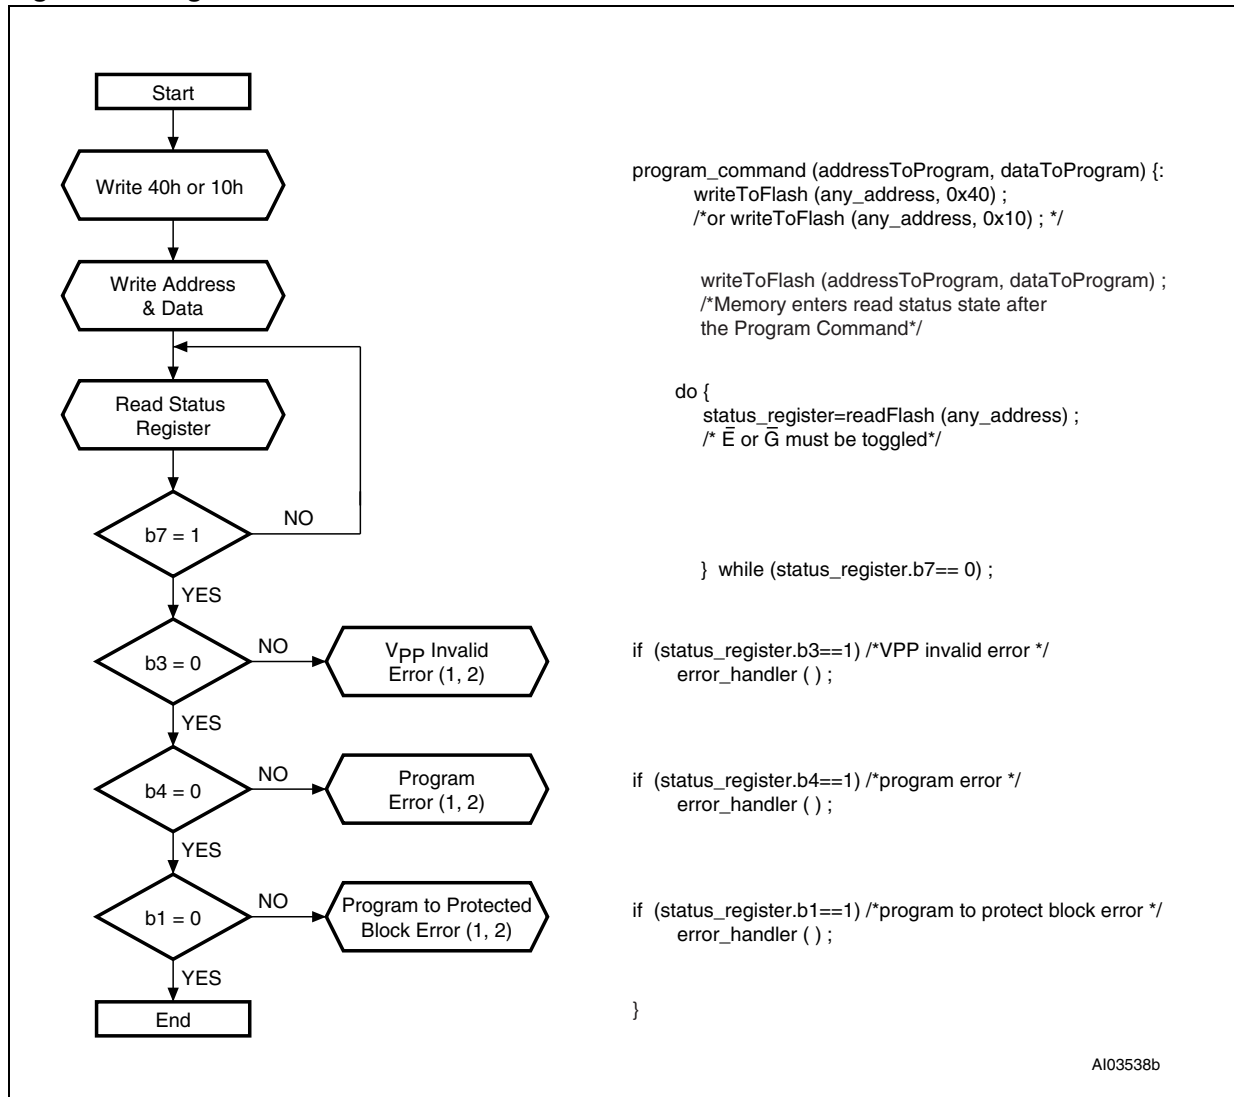 Start
Write 40h or 10h
Write Address
& Data
Read Status
Register
b7 = 1
NO
YES
b3 = 0
NO
VPP Invalid
Error (1, 2)
YES
b4 = 0
NO
Program
Error (1, 2)
YES
b1 = 0
NO
Program to Protected
Block Error (1, 2)
YES
End
program_command (addressToProgram, dataToProgram) {:
writeToFlash (any_address, 0x40) ;
/*or writeToFlash (any_address, 0x10) ; */
writeToFlash (addressToProgram, dataToProgram) ;
/*Memory enters read status state after
the Program Command*/
do {
status_register=readFlash (any_address) ;
/* E̅ or G̅ must be toggled*/
} while (status_register.b7== 0) ;
if (status_register.b3==1) /*VPP invalid error */
error_handler ( ) ;
if (status_register.b4==1) /*program error */
error_handler ( ) ;
if (status_register.b1==1) /*program to protect block error */
error_handler ( ) ;
}
AI03538b